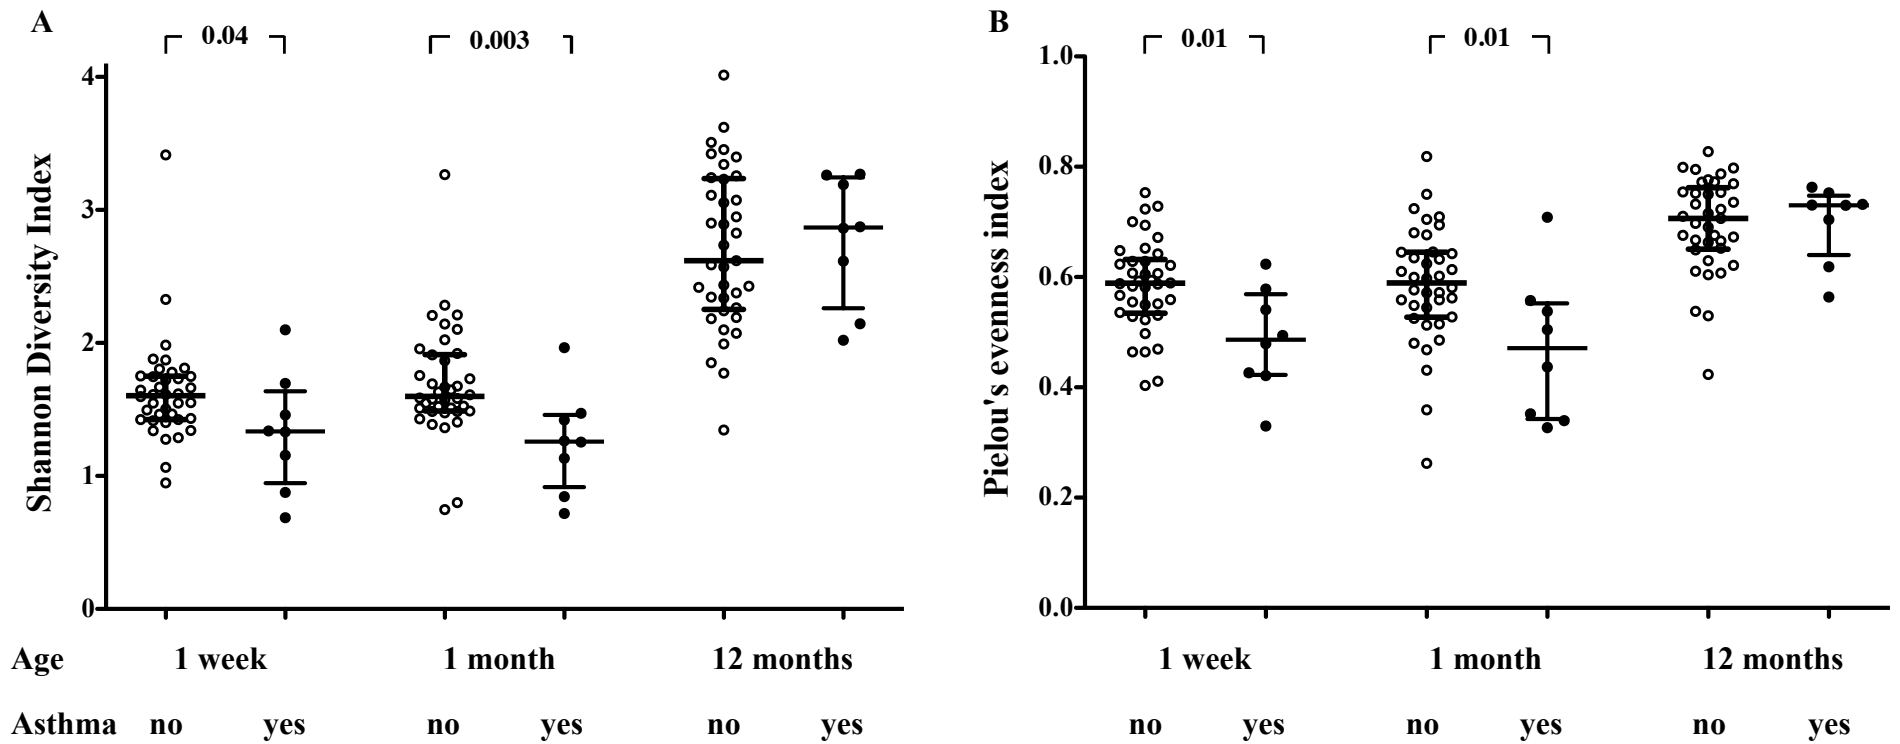 A
0.04
0.003
Shannon Diversity Index
4
3
2
1
0
Age 1 week 1 month 12 months
Asthma no yes no yes no yes
B
0.01
0.01
Pielou's evenness index
1.0
0.8
0.6
0.4
0.2
0.0
1 week 1 month 12 months
no yes no yes no yes